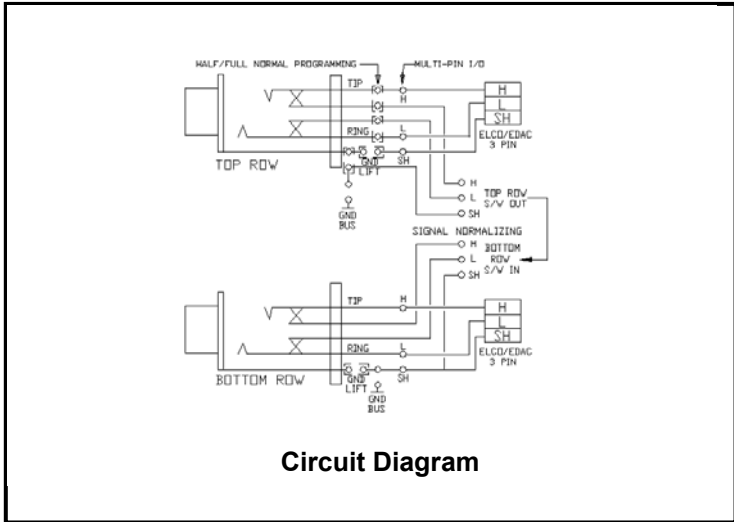 HALF/FULL NORMAL PROGRAMMING
MULTI-PIN I/O
TIP
H
H
L
SH
RING
L
ELCO/EDAC
3 PIN
GND
LIFT
SH
TOP ROW
GND
BUS
H
L
SH
TOP ROW
S/W OUT
SIGNAL NORMALIZING
H
L
SH
BOTTOM
ROW
S/W IN
TIP
H
H
L
SH
RING
L
ELCO/EDAC
3 PIN
GND
LIFT
SH
BOTTOM ROW
GND
BUS
Circuit Diagram